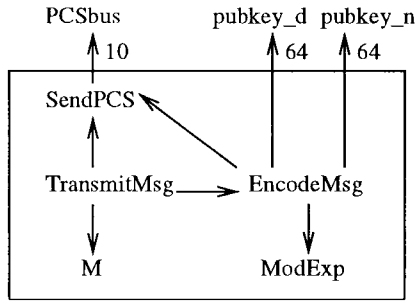 PCSbus pubkey_d pubkey_n
10 64 64
SendPCS
TransmitMsg EncodeMsg
M ModExp